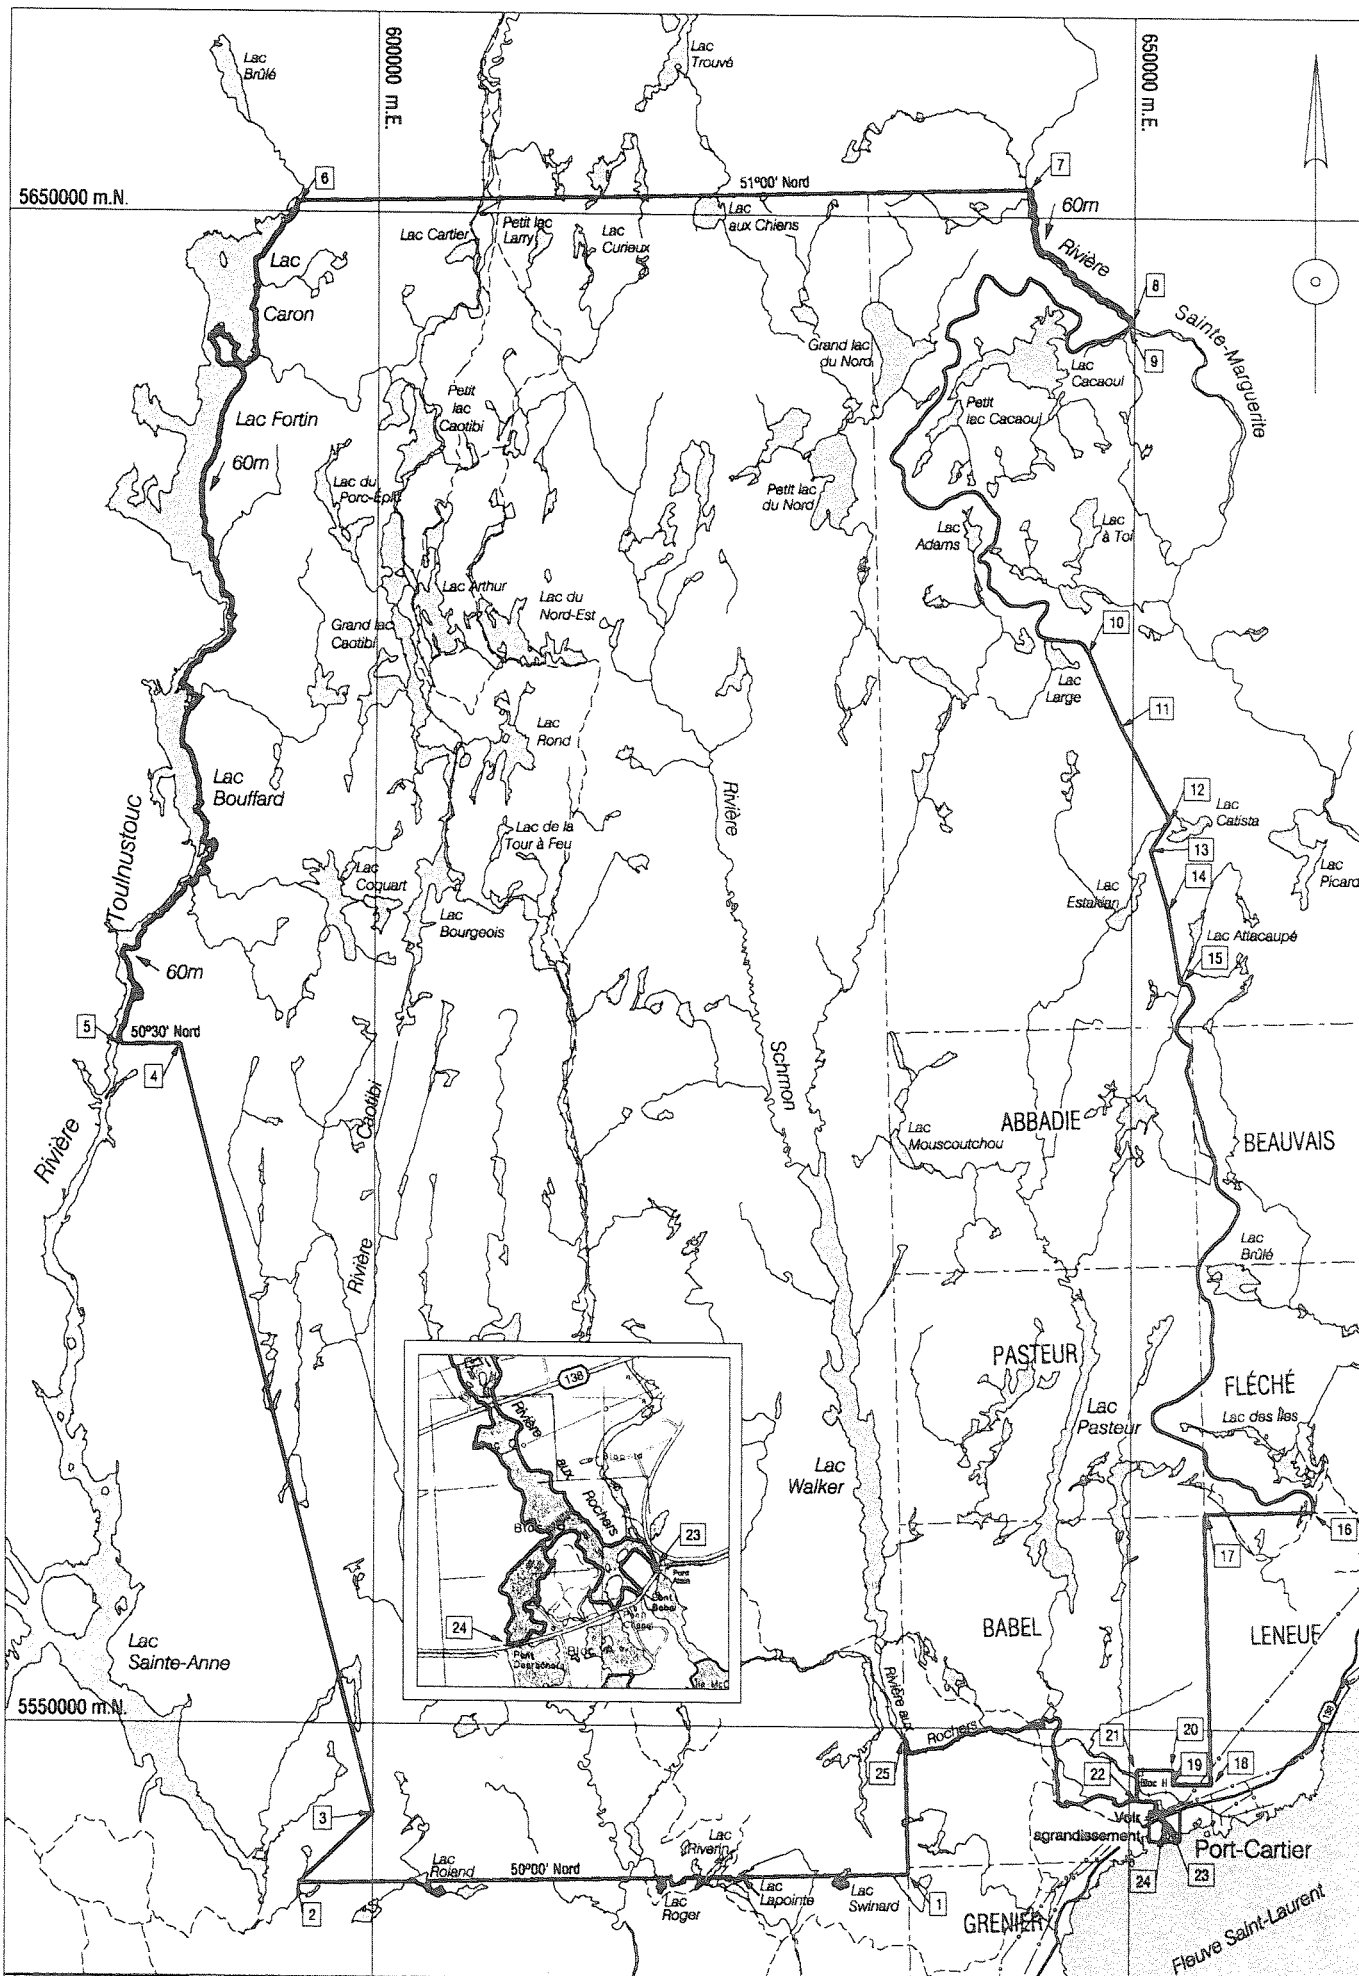 Lac
Brûlé
600000 m.E.
Lac
Trouvé
650000 m.E.
6
7
5650000 m.N.
51°00' Nord
60m
Lac Cartier
Petit lac
Larry
Lac
Curieux
Lac
aux Chiens
Rivière
Lac
Caron
8
Sainte-Marguerite
9
Grand lac
du Nord
Lac
Cacaoui
Petit
lac
Caotibi
Petit
lac Cacaoui
Lac Fortin
60m
Lac du
Porc-Épic
Petit lac
du Nord
Lac
Adams
Lac
à Toi
Lac Arthur
Lac du
Nord-Est
Grand lac
Caotibi
10
Lac
Large
11
Lac
Rond
Lac
Bouffard
Rivière
12
Lac
Catista
Toulnustouc
Lac de la
Tour à Feu
13
Lac
Coquart
14
Lac
Picard
Lac
Lac
Bourgeois
Lac Attacaupé
15
60m
5
50°30' Nord
4
Schmon
Caotibi
ABBADIE
Lac
Mouscoutchou
BEAUVAIS
Rivière
Rivière
Lac
Brûlé
PASTEUR
138
FLÉCHÉ
Rivière
aux
Rochers
Lac
Pasteur
Lac des Îles
Lac
Walker
23
16
17
24
BABEL
LENEUF
Lac
Sainte-Anne
Rivière aux
Rochers
5550000 m.N.
138
21
20
25
22
19
18
Bloc H
3
Voir
agrandissement
Lac
Riverin
Port-Cartier
Lac
Roland
50°00' Nord
24
23
2
Lac
Roger
Lac
Lapointe
Lac
Swinard
1
GRENIER
Fleuve Saint-Laurent